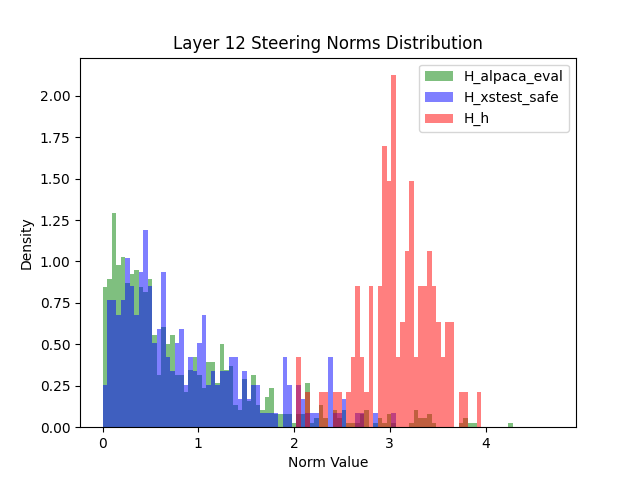 Layer 12 Steering Norms Distribution
H_alpaca_eval
H_xstest_safe
H_h
2.00
1.75
1.50
1.25
1.00
0.75
0.50
0.25
0.00
Density
0 1 2 3 4
Norm Value